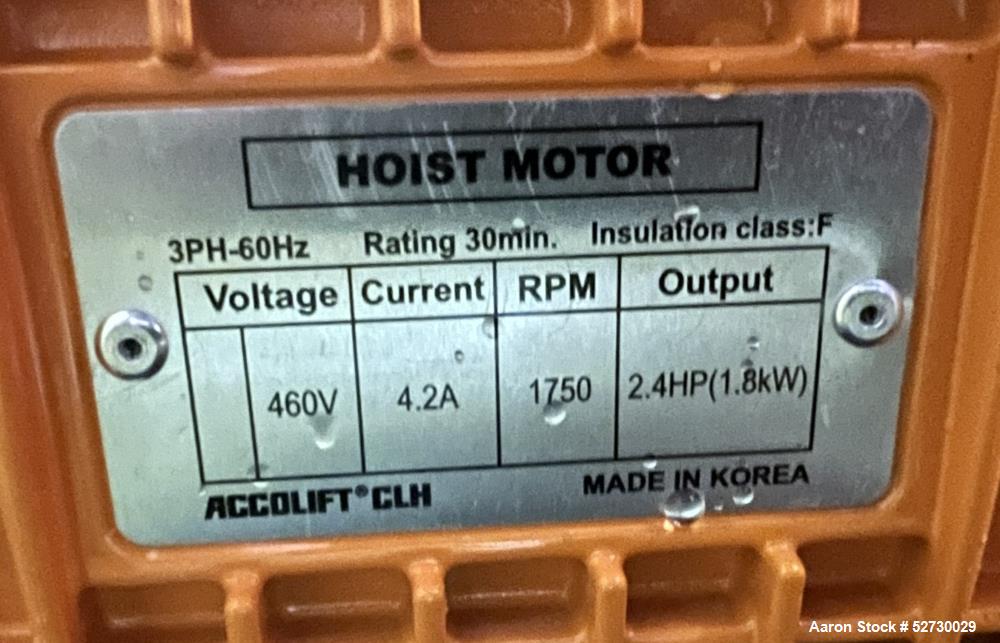 HOIST MOTOR
3PH-60Hz Rating 30min. Insulation class:F
Voltage Current RPM Output
460V 4.2A 1750 2.4HP(1.8kW)
ACCOLIFT® CLH MADE IN KOREA
Aaron Stock # 52730029